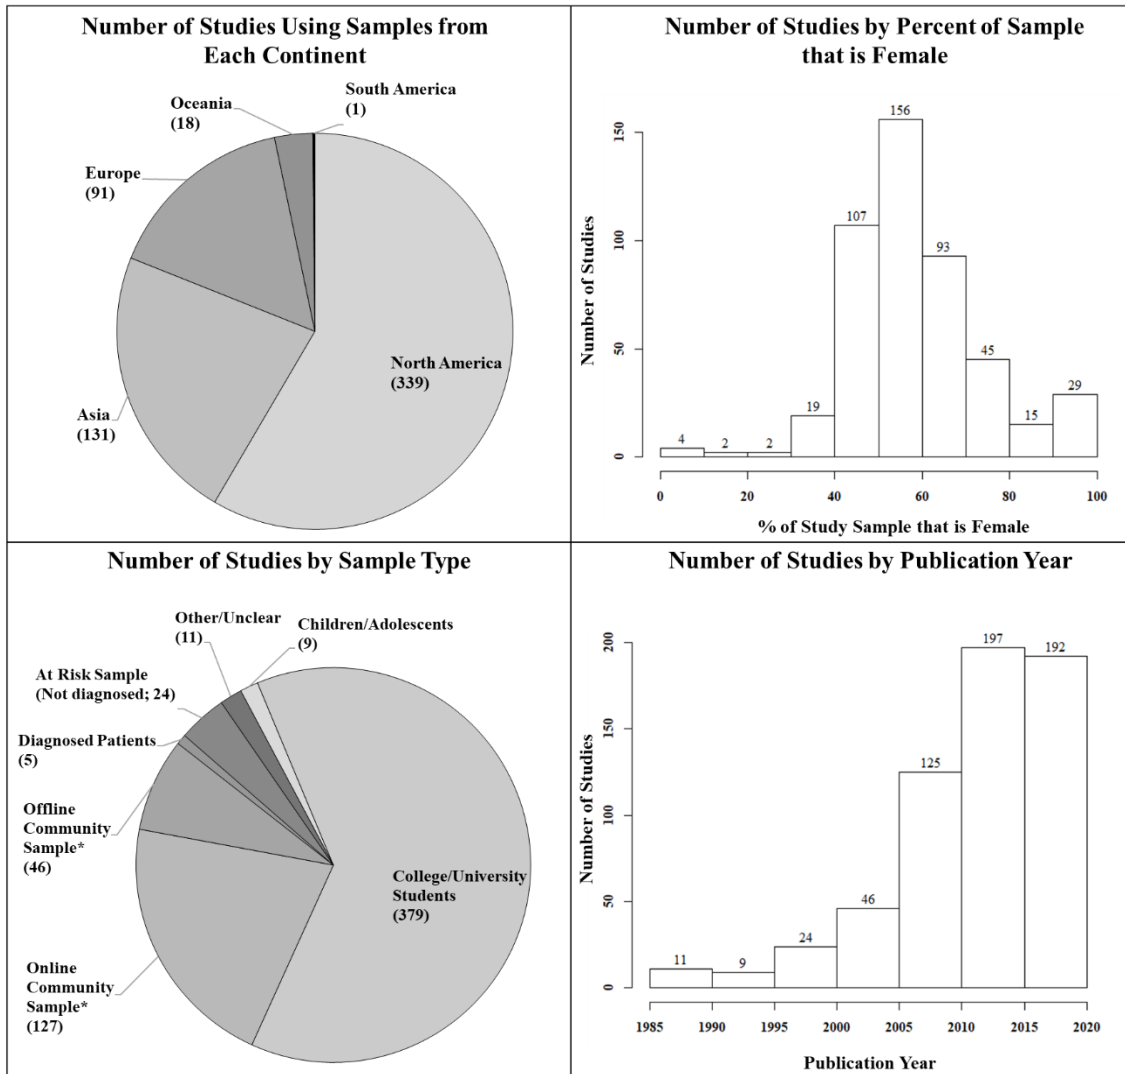 Number of Studies Using Samples from
Each Continent
South America
(1)
Oceania
(18)
Europe
(91)
North America
(339)
Asia
(131)
Number of Studies by Percent of Sample
that is Female
Number of Studies
150
100
50
0
4
2
2
19
107
156
93
45
15
29
0
20
40
60
80
100
% of Study Sample that is Female
Number of Studies by Sample Type
Other/Unclear
(11)
Children/Adolescents
(9)
At Risk Sample
(Not diagnosed; 24)
Diagnosed Patients
(5)
Offline
Community
Sample*
(46)
College/University
Students
(379)
Online
Community
Sample*
(127)
Number of Studies by Publication Year
Number of Studies
200
150
100
50
0
11
9
24
46
125
197
192
1985
1990
1995
2000
2005
2010
2015
2020
Publication Year